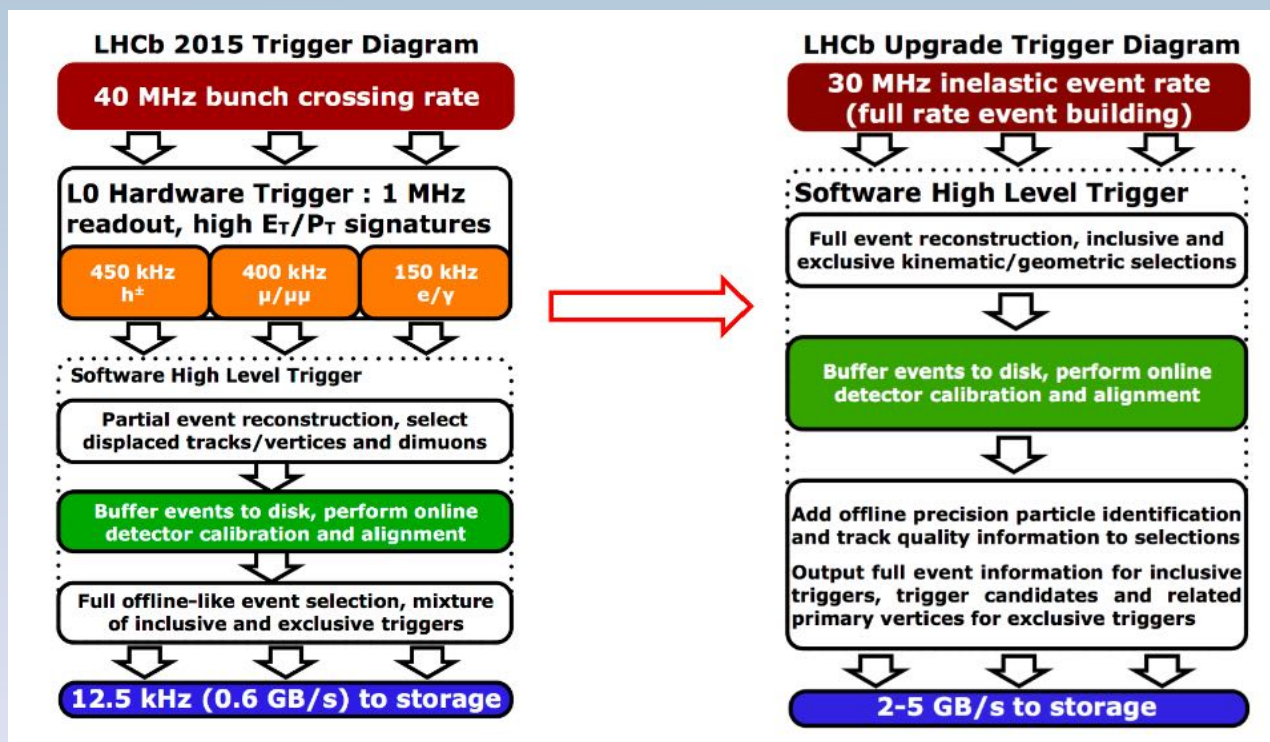 LHCb 2015 Trigger Diagram
40 MHz bunch crossing rate
L0 Hardware Trigger : 1 MHz
readout, high ET/PT signatures
450 kHz
h±
400 kHz
μ/μμ
150 kHz
e/γ
Software High Level Trigger
Partial event reconstruction, select
displaced tracks/vertices and dimuons
Buffer events to disk, perform online
detector calibration and alignment
Full offline-like event selection, mixture
of inclusive and exclusive triggers
12.5 kHz (0.6 GB/s) to storage
LHCb Upgrade Trigger Diagram
30 MHz inelastic event rate
(full rate event building)
Software High Level Trigger
Full event reconstruction, inclusive and
exclusive kinematic/geometric selections
Buffer events to disk, perform online
detector calibration and alignment
Add offline precision particle identification
and track quality information to selections
Output full event information for inclusive
triggers, trigger candidates and related
primary vertices for exclusive triggers
2-5 GB/s to storage